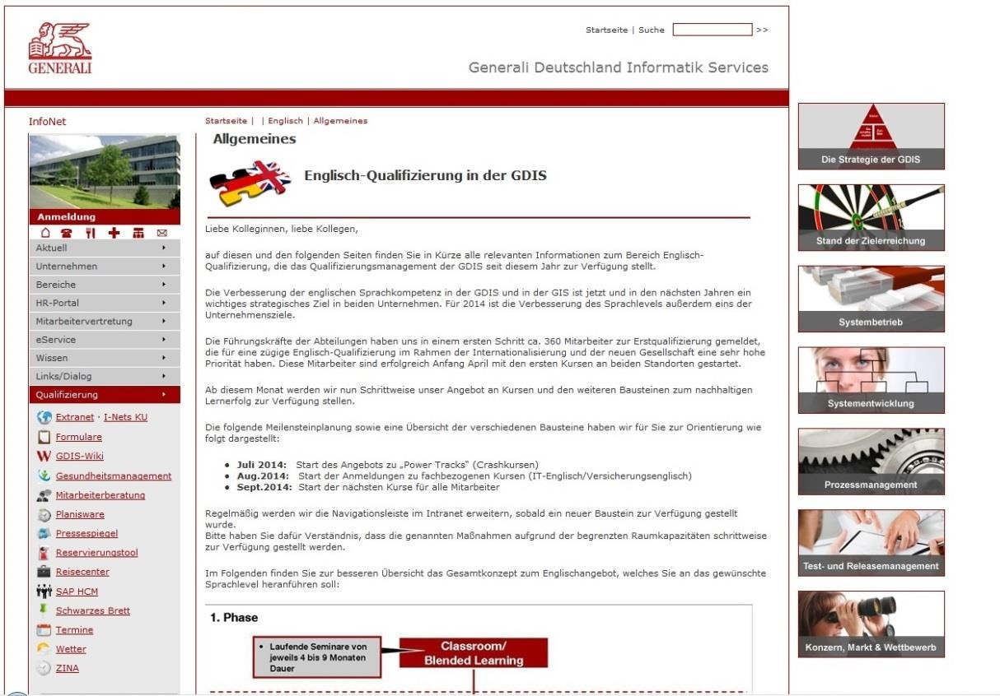 GENERALI
Startseite | Suche >>
Generali Deutschland Informatik Services
InfoNet
Anmeldung
Aktuell
Unternehmen
Bereiche
HR-Portal
Mitarbeitervertretung
eService
Wissen
Links/Dialog
Qualifizierung
Extranet · I-Nets KU
Formulare
W GDIS-Wiki
Gesundheitsmanagement
Mitarbeiterberatung
Planisware
Pressespiegel
Reservierungstool
Reisecenter
SAP HCM
Schwarzes Brett
Termine
Wetter
ZINA
Startseite | | Englisch | Allgemeines
Allgemeines
Englisch-Qualifizierung in der GDIS
Liebe Kolleginnen, liebe Kollegen,
auf diesen und den folgenden Seiten finden Sie in Kürze alle relevanten Informationen zum Bereich Englisch-
Qualifizierung, die das Qualifizierungsmanagement der GDIS seit diesem Jahr zur Verfügung stellt.
Die Verbesserung der englischen Sprachkompetenz in der GDIS und in der GIS ist jetzt und in den nächsten Jahren ein
wichtiges strategisches Ziel in beiden Unternehmen. Für 2014 ist die Verbesserung des Sprachlevels außerdem eins der
Unternehmensziele.
Die Führungskräfte der Abteilungen haben uns in einem ersten Schritt ca. 360 Mitarbeiter zur Erstqualifizierung gemeldet,
die für eine zügige Englisch-Qualifizierung im Rahmen der Internationalisierung und der neuen Gesellschaft eine sehr hohe
Priorität haben. Diese Mitarbeiter sind erfolgreich Anfang April mit den ersten Kursen an beiden Standorten gestartet.
Ab diesem Monat werden wir nun Schrittweise unser Angebot an Kursen und den weiteren Bausteinen zum nachhaltigen
Lernerfolg zur Verfügung stellen.
Die folgende Meilensteinplanung sowie eine Übersicht der verschiedenen Bausteine haben wir für Sie zur Orientierung wie
folgt dargestellt:
• Juli 2014: Start des Angebots zu „Power Tracks“ (Crashkursen)
• Aug.2014: Start der Anmeldungen zu fachbezogenen Kursen (IT-Englisch/Versicherungsenglisch)
• Sept.2014: Start der nächsten Kurse für alle Mitarbeiter
Regelmäßig werden wir die Navigationsleiste im Intranet erweitern, sobald ein neuer Baustein zur Verfügung gestellt
wurde.
Bitte haben Sie dafür Verständnis, dass die genannten Maßnahmen aufgrund der begrenzten Raumkapazitäten schrittweise
zur Verfügung gestellt werden.
Im Folgenden finden Sie zur besseren Übersicht das Gesamtkonzept zum Englischangebot, welches Sie an das gewünschte
Sprachlevel heranführen soll:
1. Phase
• Laufende Seminare von
jeweils 4 bis 9 Monaten
Dauer
Classroom/
Blended Learning
Die Strategie der GDIS
Stand der Zielerreichung
Systembetrieb
Systementwicklung
Prozessmanagement
Test- und Releasemanagement
Konzern, Markt & Wettbewerb